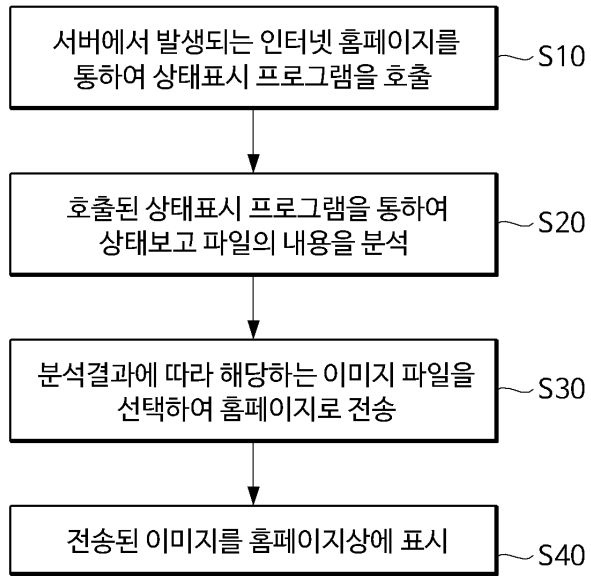 서버에서 발생되는 인터넷 홈페이지를
통하여 상태표시 프로그램을 호출
S10
호출된 상태표시 프로그램을 통하여
상태보고 파일의 내용을 분석
S20
분석결과에 따라 해당하는 이미지 파일을
선택하여 홈페이지로 전송
S30
전송된 이미지를 홈페이지상에 표시
S40